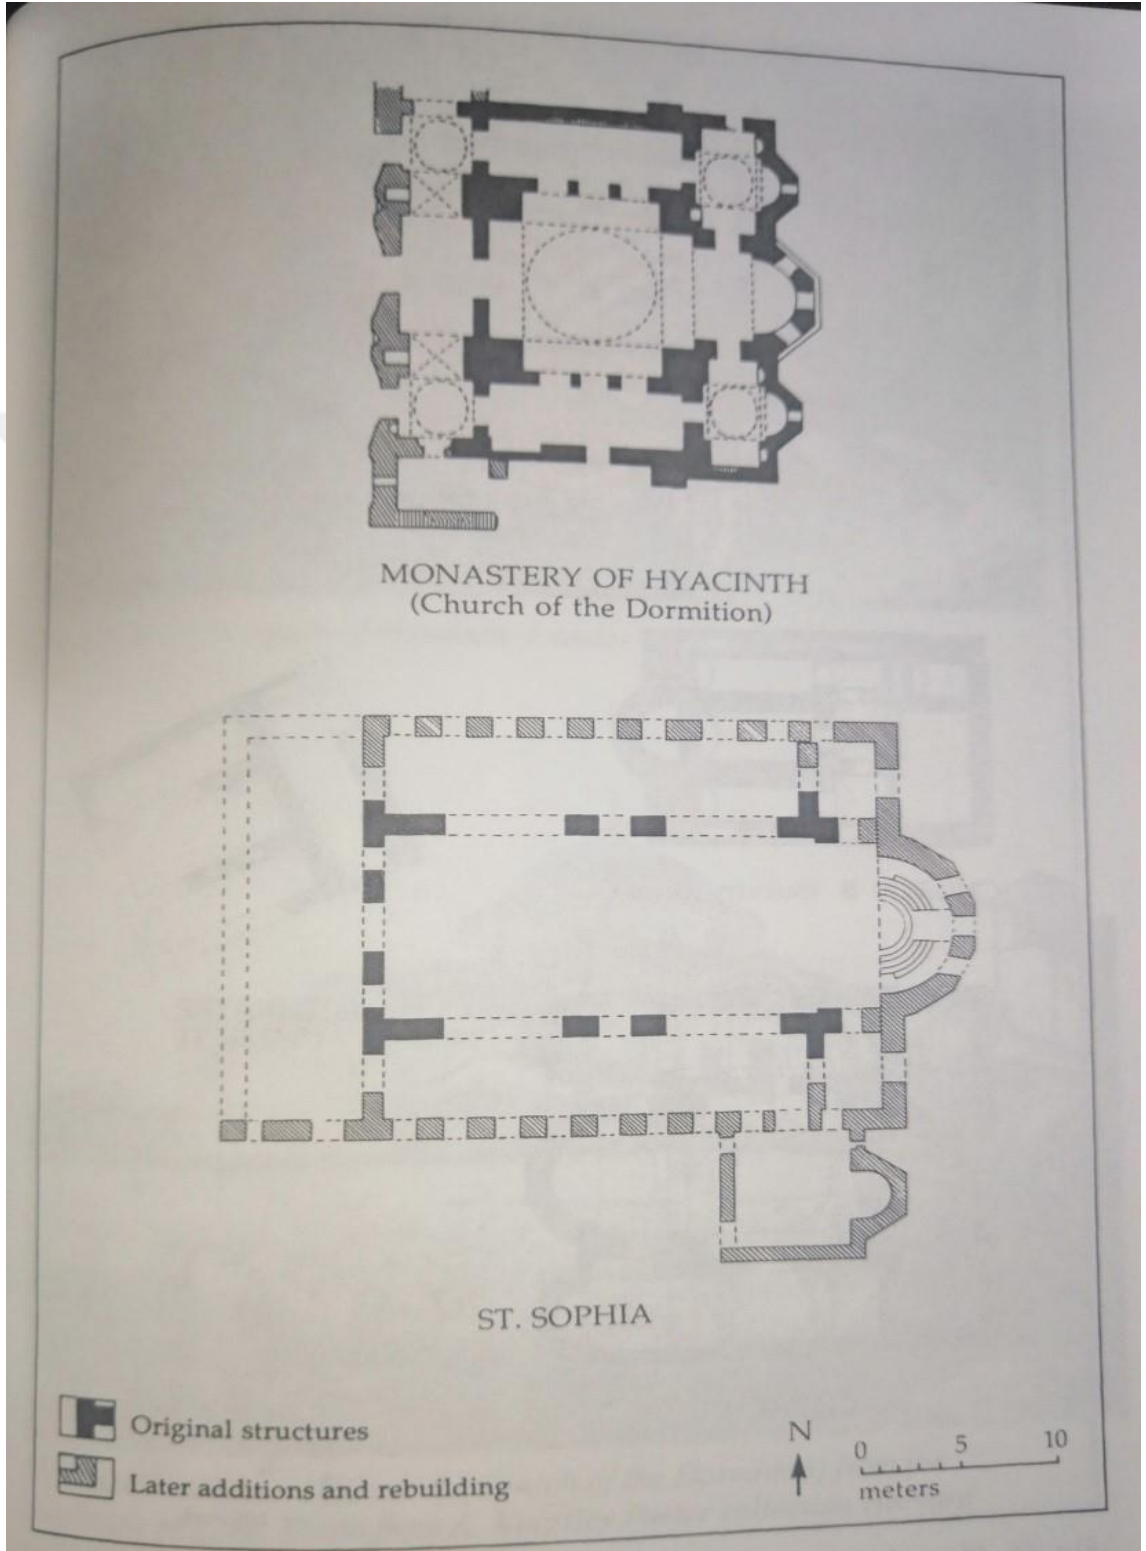 MONASTERY OF HYACINTH
(Church of the Dormition)
ST. SOPHIA
Original structures
Later additions and rebuilding
N
0 5 10
meters